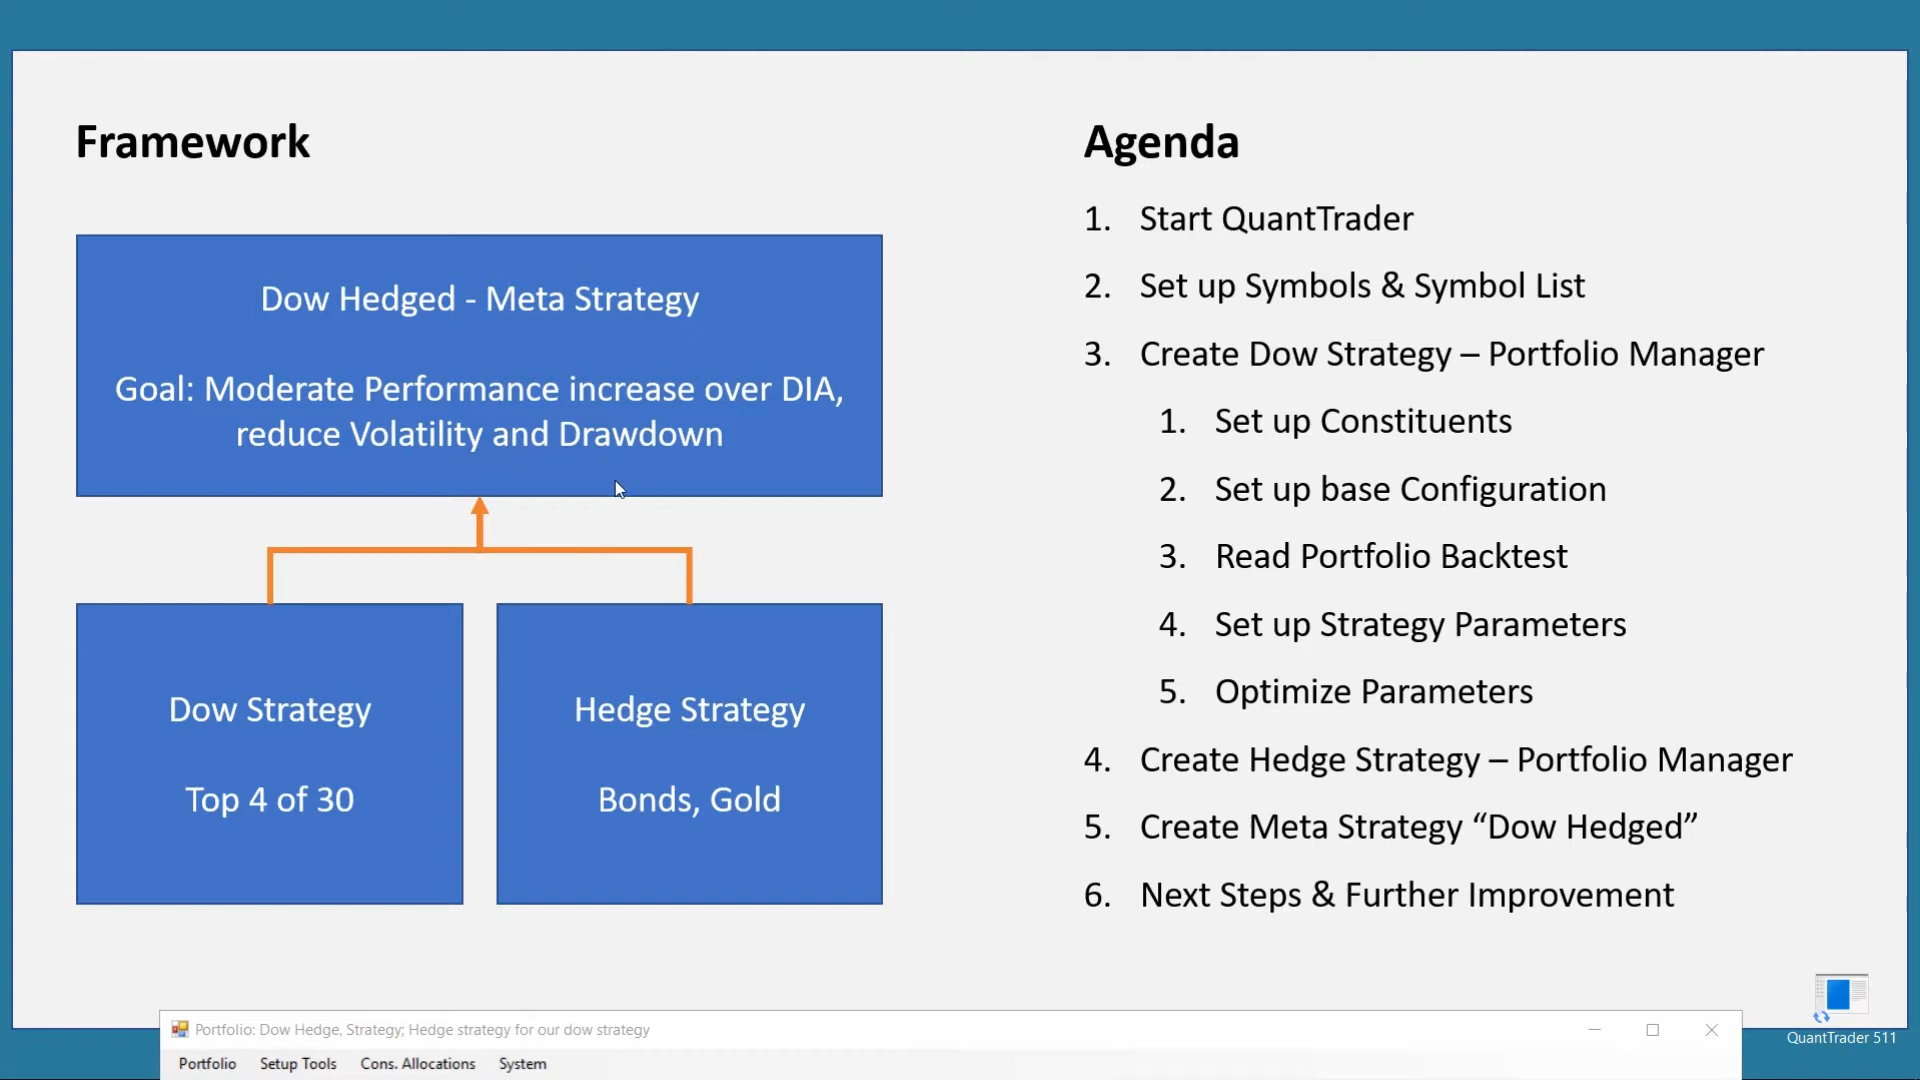 Framework
Dow Hedged - Meta Strategy
Goal: Moderate Performance increase over DIA,
reduce Volatility and Drawdown
Dow Strategy
Top 4 of 30
Hedge Strategy
Bonds, Gold
Agenda
1. Start QuantTrader
2. Set up Symbols & Symbol List
3. Create Dow Strategy – Portfolio Manager
1. Set up Constituents
2. Set up base Configuration
3. Read Portfolio Backtest
4. Set up Strategy Parameters
5. Optimize Parameters
4. Create Hedge Strategy – Portfolio Manager
5. Create Meta Strategy “Dow Hedged”
6. Next Steps & Further Improvement
QuantTrader 511
Portfolio: Dow Hedge, Strategy; Hedge strategy for our dow strategy
Portfolio Setup Tools Cons. Allocations System